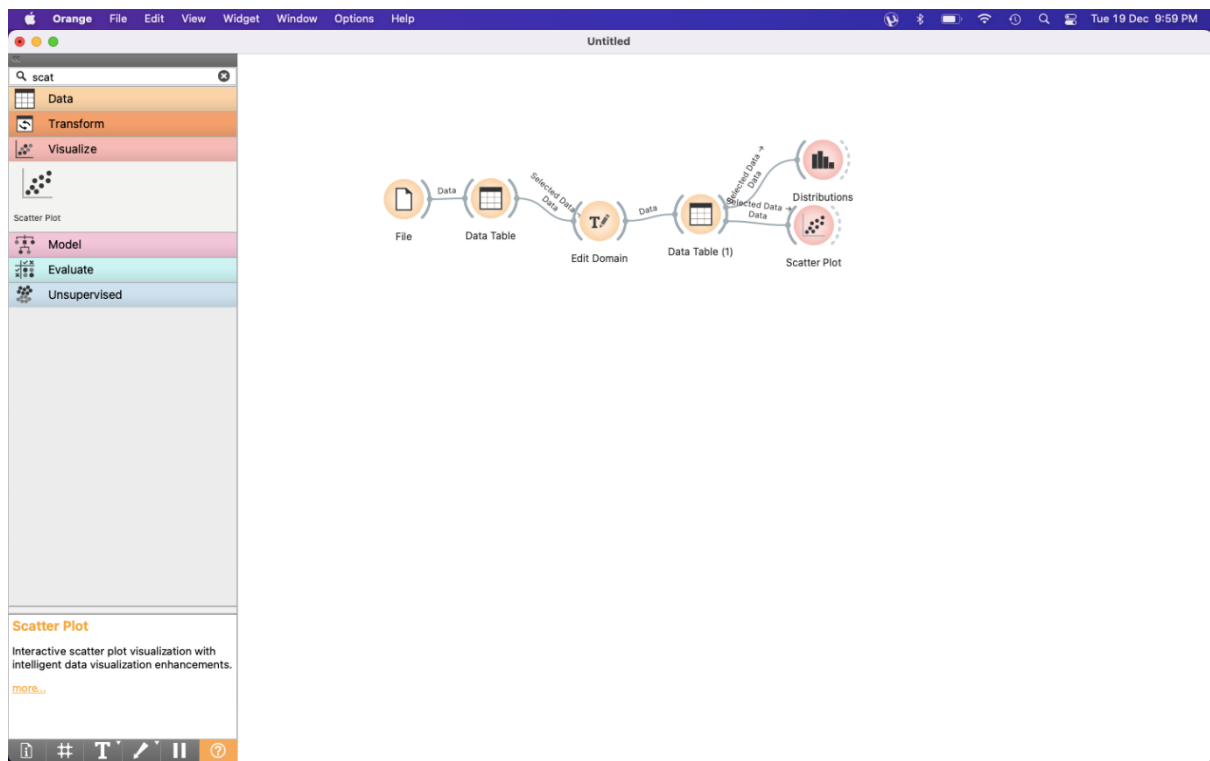 Orange File Edit View Widget Window Options Help Tue 19 Dec 9:59 PM
Untitled
scat
Data
Transform
Visualize
Scatter Plot
Model
Evaluate
Unsupervised
File
Data
Data Table
Selected Data →
Data
Edit Domain
Data
Data Table (1)
Selected Data →
Data
Distributions
Selected Data →
Data
Scatter Plot
Scatter Plot
Interactive scatter plot visualization with
intelligent data visualization enhancements.
more...